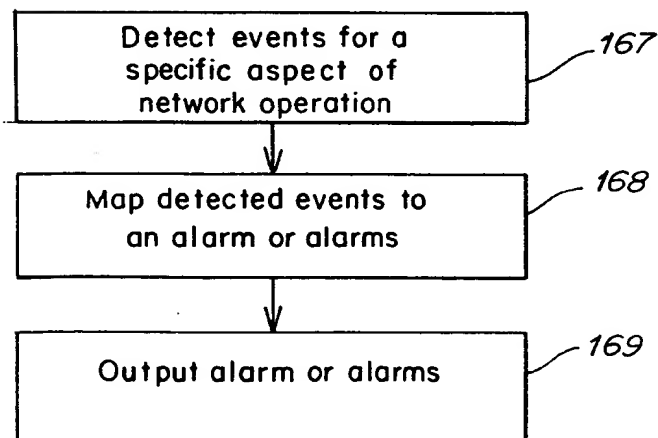 Detect events for a
specific aspect of
network operation
167
Map detected events to
an alarm or alarms
168
Output alarm or alarms
169